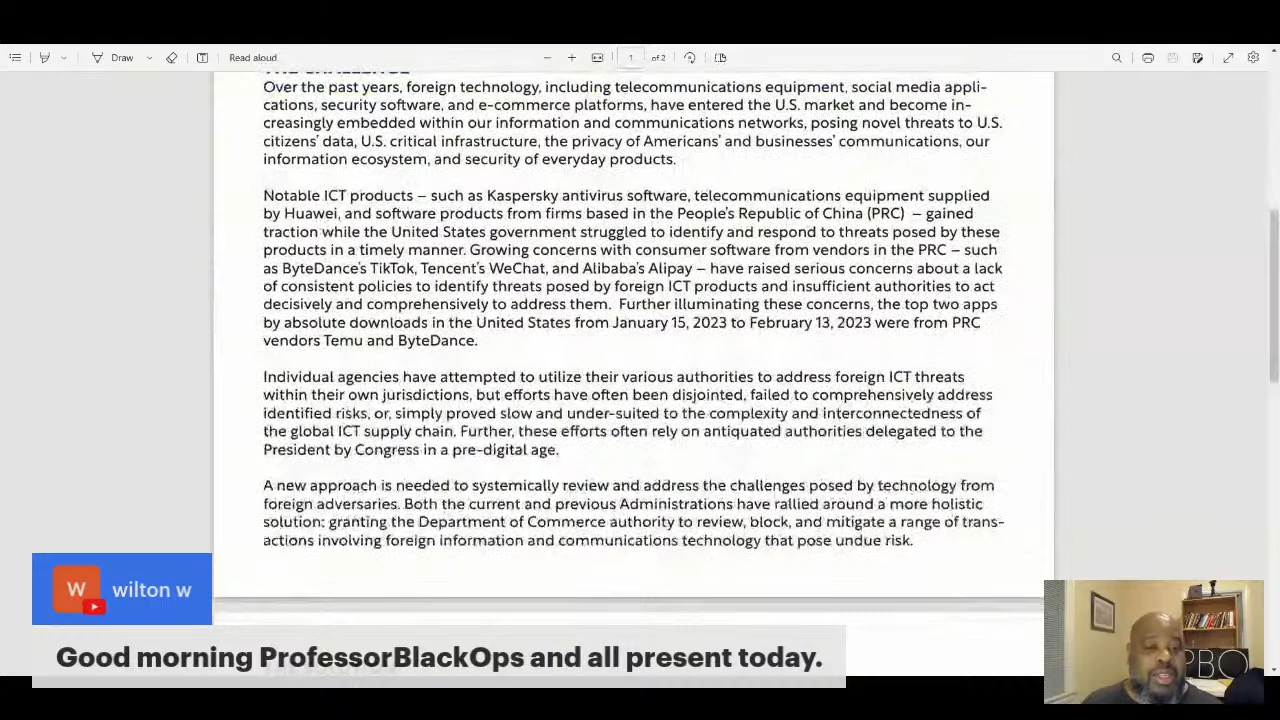 Draw
Read aloud
1
of 2
THE CHALLENGE
Over the past years, foreign technology, including telecommunications equipment, social media appli-
cations, security software, and e-commerce platforms, have entered the U.S. market and become in-
creasingly embedded within our information and communications networks, posing novel threats to U.S.
citizens' data, U.S. critical infrastructure, the privacy of Americans' and businesses' communications, our
information ecosystem, and security of everyday products.
Notable ICT products – such as Kaspersky antivirus software, telecommunications equipment supplied
by Huawei, and software products from firms based in the People's Republic of China (PRC) – gained
traction while the United States government struggled to identify and respond to threats posed by these
products in a timely manner. Growing concerns with consumer software from vendors in the PRC – such
as ByteDance's TikTok, Tencent's WeChat, and Alibaba's Alipay – have raised serious concerns about a lack
of consistent policies to identify threats posed by foreign ICT products and insufficient authorities to act
decisively and comprehensively to address them. Further illuminating these concerns, the top two apps
by absolute downloads in the United States from January 15, 2023 to February 13, 2023 were from PRC
vendors Temu and ByteDance.
Individual agencies have attempted to utilize their various authorities to address foreign ICT threats
within their own jurisdictions, but efforts have often been disjointed, failed to comprehensively address
identified risks, or, simply proved slow and under-suited to the complexity and interconnectedness of
the global ICT supply chain. Further, these efforts often rely on antiquated authorities delegated to the
President by Congress in a pre-digital age.
A new approach is needed to systemically review and address the challenges posed by technology from
foreign adversaries. Both the current and previous Administrations have rallied around a more holistic
solution: granting the Department of Commerce authority to review, block, and mitigate a range of trans-
actions involving foreign information and communications technology that pose undue risk.
W
wilton w
Good morning ProfessorBlackOps and all present today.
PBO